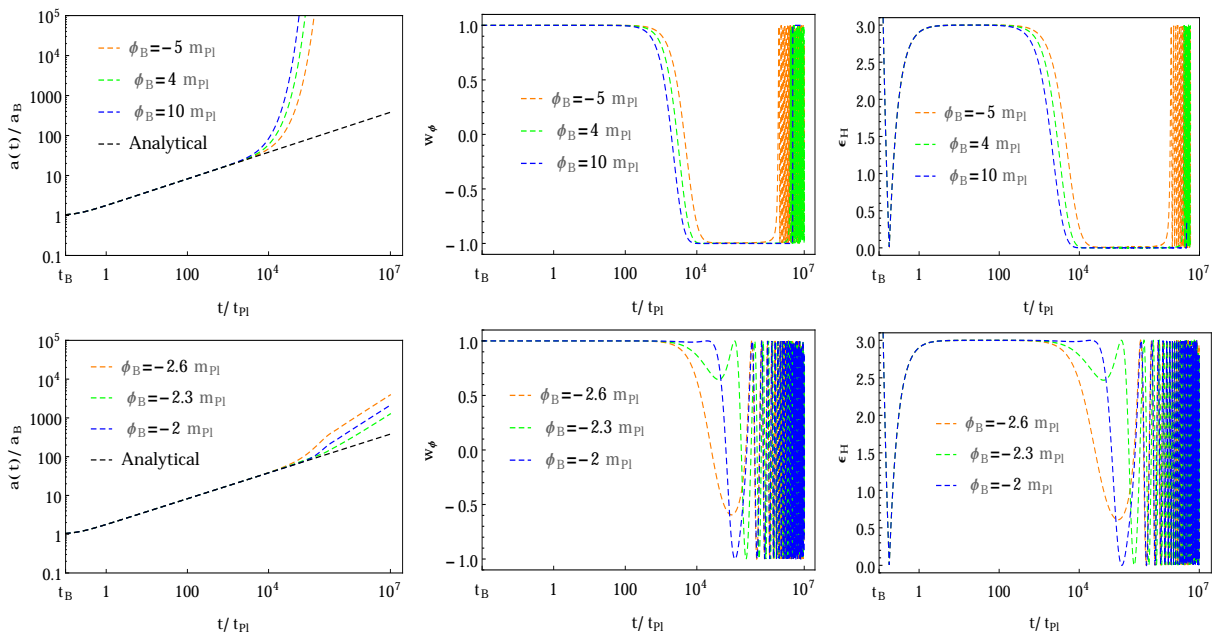 10^5
10^4
1000
100
10
1
0.1
a(t)/a_B
ϕ_B=−5 m_Pl
ϕ_B=4 m_Pl
ϕ_B=10 m_Pl
Analytical
t_B 1 100 10^4 10^7
t/t_Pl
1.0
0.5
0.0
−0.5
−1.0
w_ϕ
ϕ_B=−5 m_Pl
ϕ_B=4 m_Pl
ϕ_B=10 m_Pl
t_B 1 100 10^4 10^7
t/t_Pl
3.0
2.5
2.0
1.5
1.0
0.5
0.0
ϵ_H
ϕ_B=−5 m_Pl
ϕ_B=4 m_Pl
ϕ_B=10 m_Pl
t_B 1 100 10^4 10^7
t/t_Pl
10^5
10^4
1000
100
10
1
0.1
a(t)/a_B
ϕ_B=−2.6 m_Pl
ϕ_B=−2.3 m_Pl
ϕ_B=−2 m_Pl
Analytical
t_B 1 100 10^4 10^7
t/t_Pl
1.0
0.5
0.0
−0.5
−1.0
w_ϕ
ϕ_B=−2.6 m_Pl
ϕ_B=−2.3 m_Pl
ϕ_B=−2 m_Pl
t_B 1 100 10^4 10^7
t/t_Pl
3.0
2.5
2.0
1.5
1.0
0.5
0.0
ϵ_H
ϕ_B=−2.6 m_Pl
ϕ_B=−2.3 m_Pl
ϕ_B=−2 m_Pl
t_B 1 100 10^4 10^7
t/t_Pl